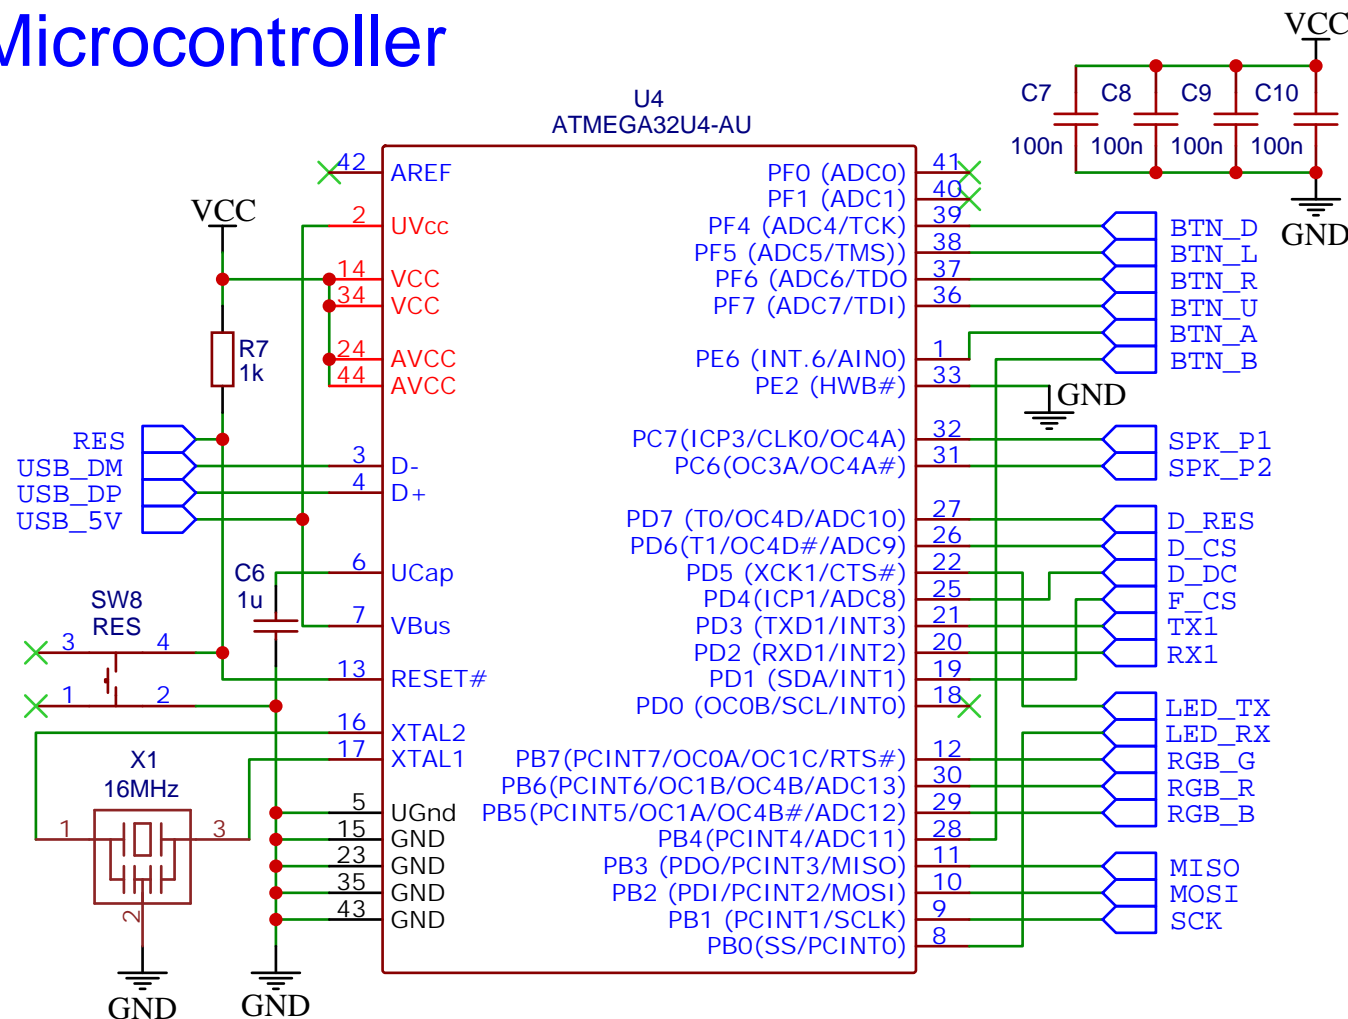 Microcontroller
VCC
C7 C8 C9 C10
100n 100n 100n 100n
GND
U4
ATMEGA32U4-AU
42 AREF
2 UVcc
14 VCC
34 VCC
24 AVCC
44 AVCC
3 D-
4 D+
6 UCap
7 VBus
13 RESET#
16 XTAL2
17 XTAL1
5 UGnd
15 GND
23 GND
35 GND
43 GND
VCC
R7
1k
RES
USB_DM
USB_DP
USB_5V
C6
1u
SW8
RES
3 4
1 2
X1
16MHz
1 3
2
GND
GND
PF0 (ADC0) 41
PF1 (ADC1) 40
PF4 (ADC4/TCK) 39
PF5 (ADC5/TMS)) 38
PF6 (ADC6/TDO 37
PF7 (ADC7/TDI) 36
PE6 (INT.6/AIN0) 1
PE2 (HWB#) 33
PC7(ICP3/CLK0/OC4A) 32
PC6(OC3A/OC4A#) 31
PD7 (T0/OC4D/ADC10) 27
PD6(T1/OC4D#/ADC9) 26
PD5 (XCK1/CTS#) 22
PD4(ICP1/ADC8) 25
PD3 (TXD1/INT3) 21
PD2 (RXD1/INT2) 20
PD1 (SDA/INT1) 19
PD0 (OC0B/SCL/INT0) 18
PB7(PCINT7/OC0A/OC1C/RTS#) 12
PB6(PCINT6/OC1B/OC4B/ADC13) 30
PB5(PCINT5/OC1A/OC4B#/ADC12) 29
PB4(PCINT4/ADC11) 28
PB3 (PDO/PCINT3/MISO) 11
PB2 (PDI/PCINT2/MOSI) 10
PB1 (PCINT1/SCLK) 9
PB0(SS/PCINT0) 8
BTN_D
BTN_L
BTN_R
BTN_U
BTN_A
BTN_B
GND
SPK_P1
SPK_P2
D_RES
D_CS
D_DC
F_CS
TX1
RX1
LED_TX
LED_RX
RGB_G
RGB_R
RGB_B
MISO
MOSI
SCK